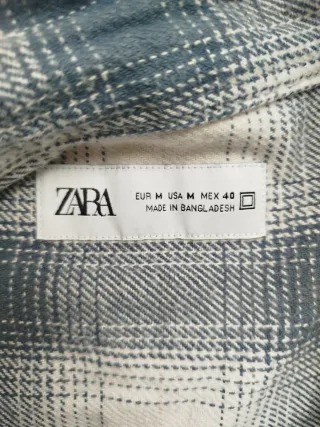 ZARA
EUR M USA M MEX 40
MADE IN BANGLADESH